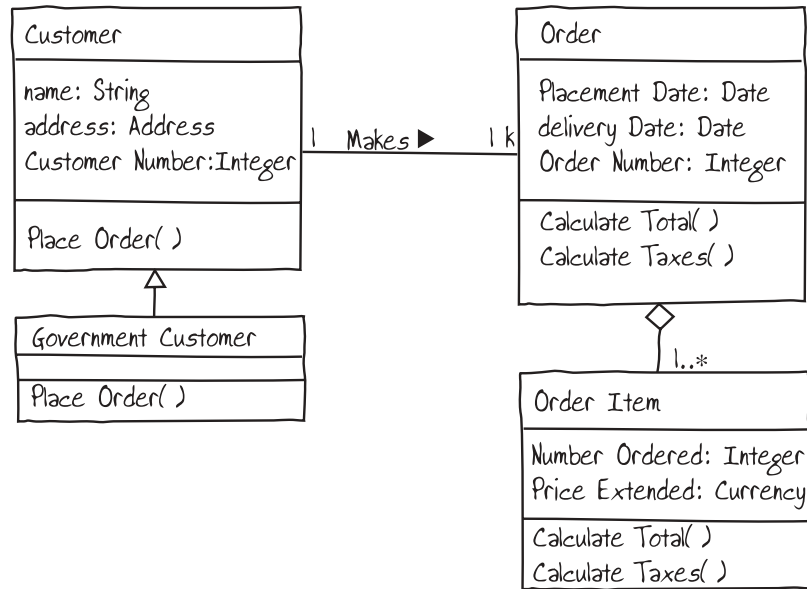 Customer
name: String
address: Address
Customer Number:Integer
Place Order( )
1 Makes ▶ 1 k
Order
Placement Date: Date
delivery Date: Date
Order Number: Integer
Calculate Total( )
Calculate Taxes( )
Government Customer
Place Order( )
1..*
Order Item
Number Ordered: Integer
Price Extended: Currency
Calculate Total( )
Calculate Taxes( )